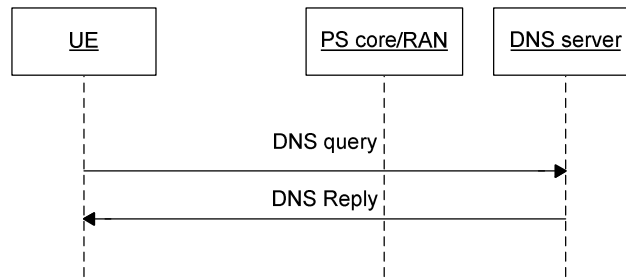 UE
PS core/RAN
DNS server
DNS query
DNS Reply